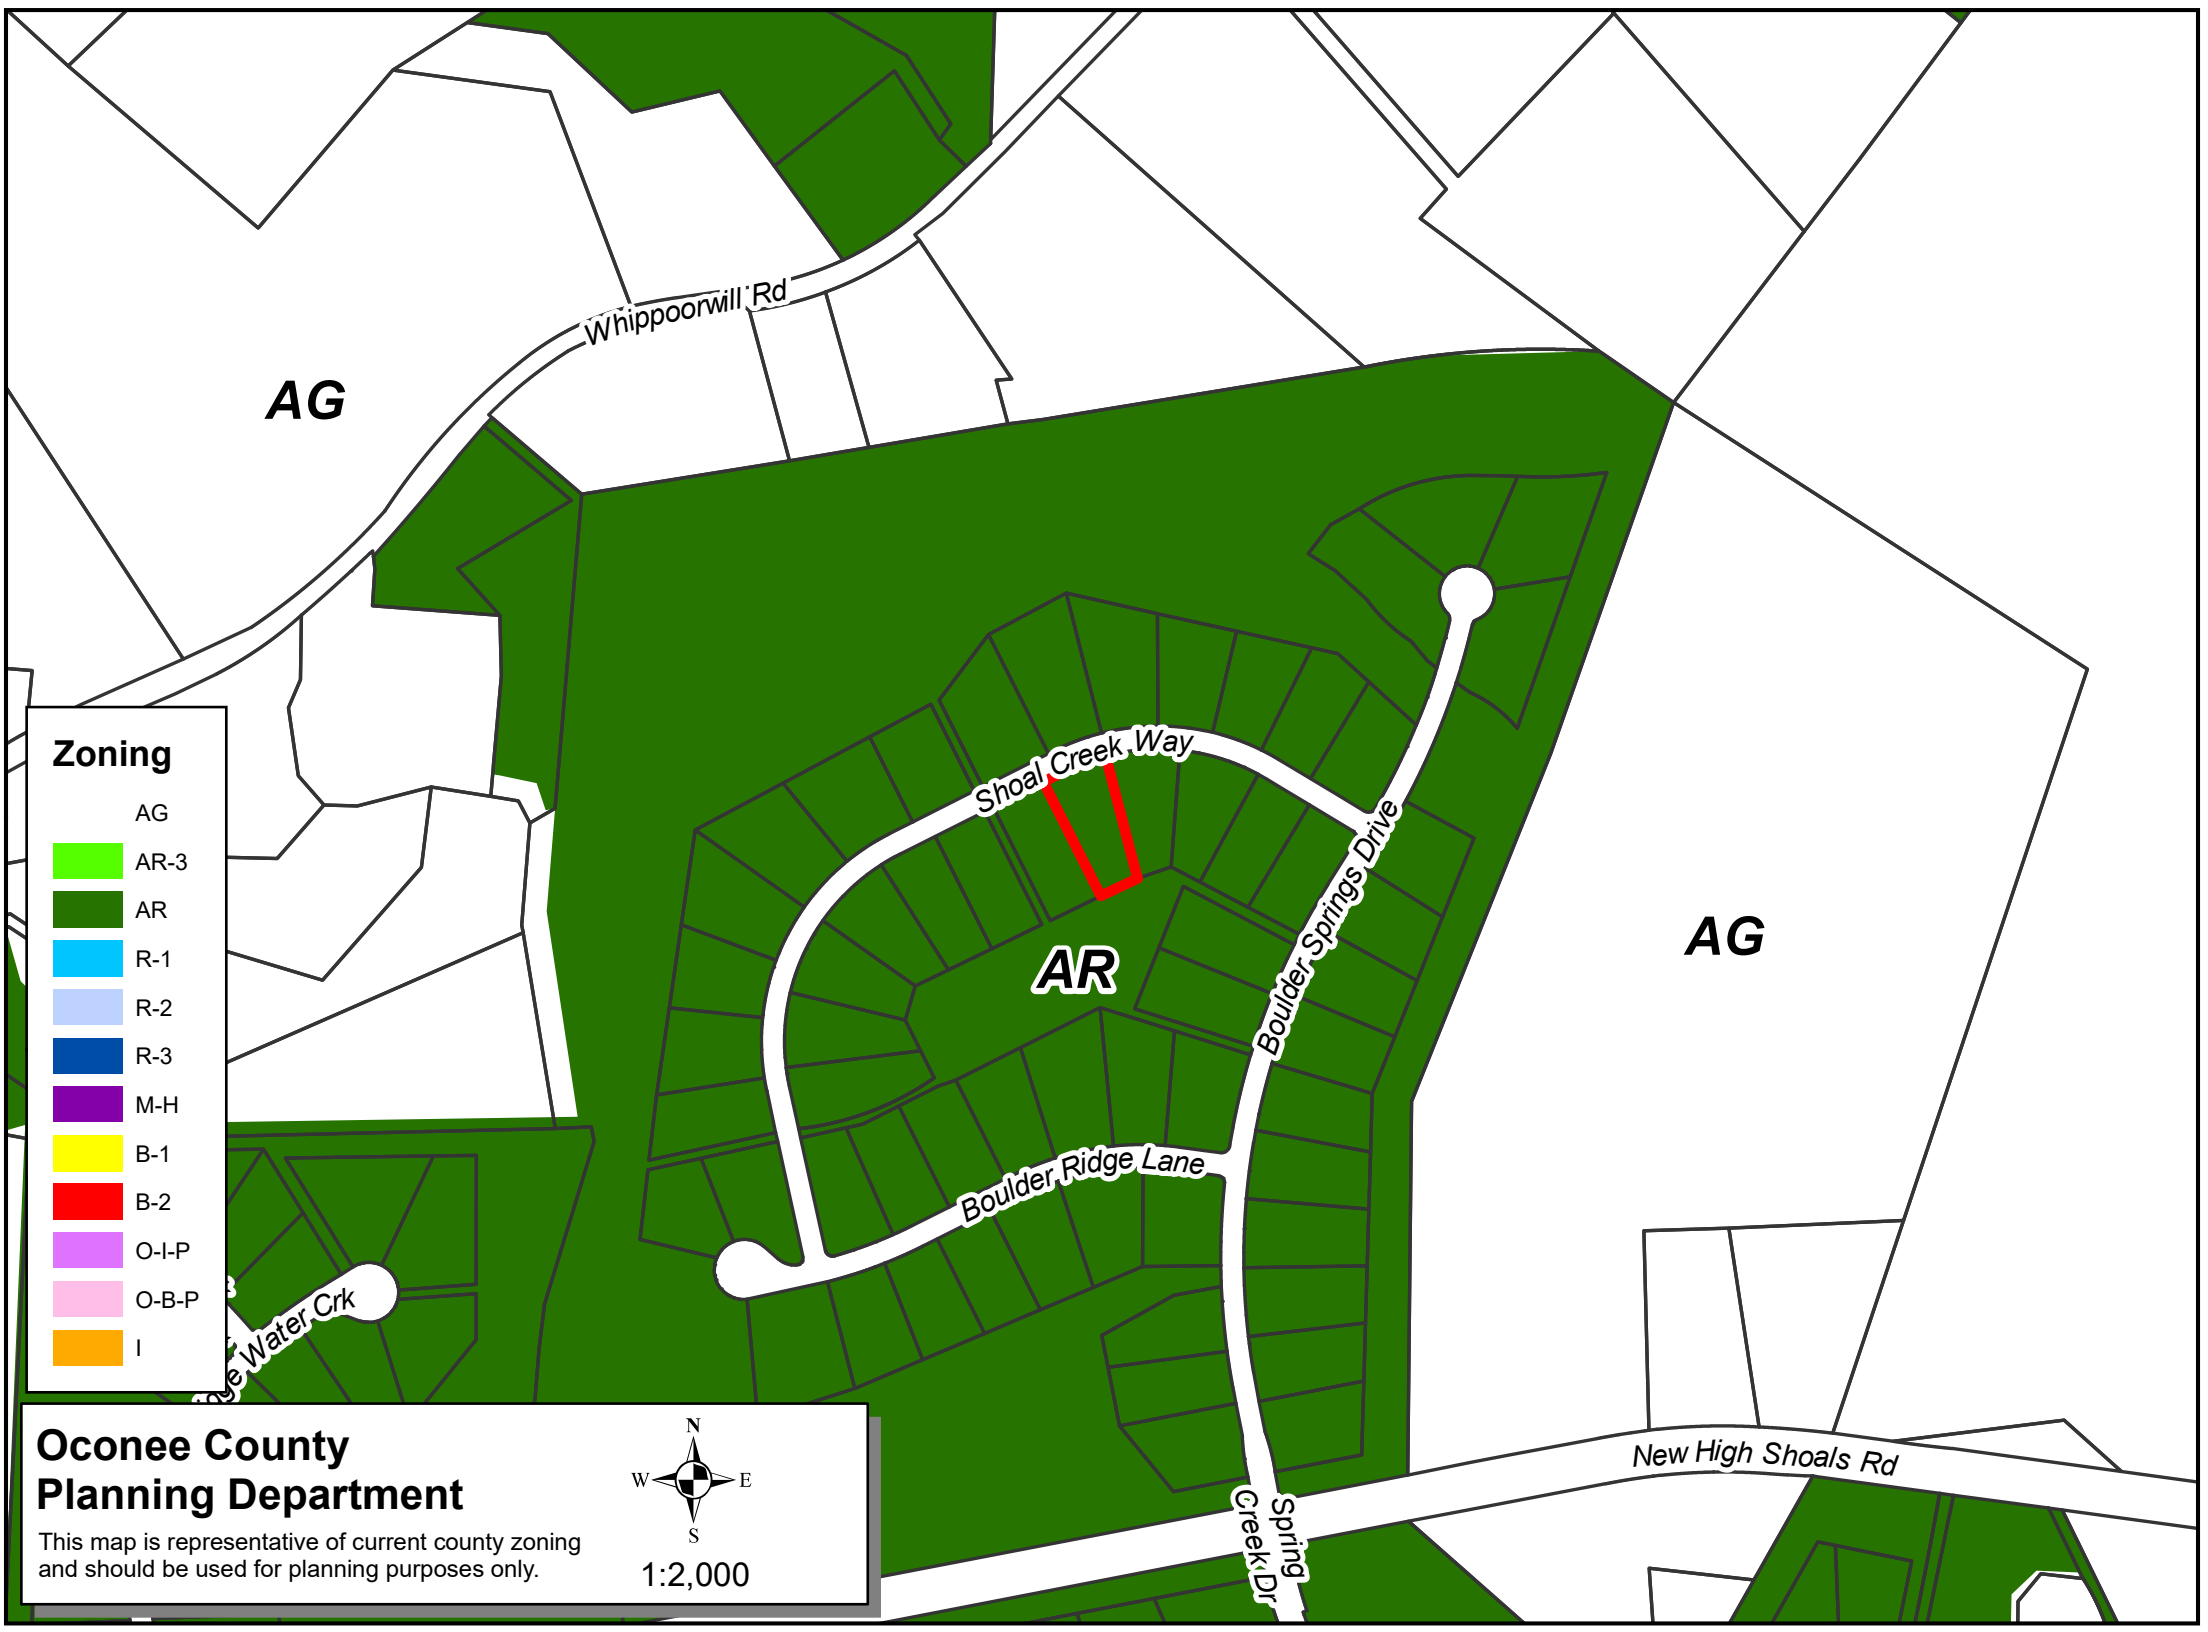 Whippoorwill Rd
AG
Shoal Creek Way
Boulder Springs Drive
AG
AR
Boulder Ridge Lane
Zoning
AG
AR-3
AR
R-1
R-2
R-3
M-H
B-1
B-2
O-I-P
O-B-P
I
Water Crk
New High Shoals Rd
Spring
Creek Dr
Oconee County
Planning Department
This map is representative of current county zoning
and should be used for planning purposes only.
N
W E
S
1:2,000